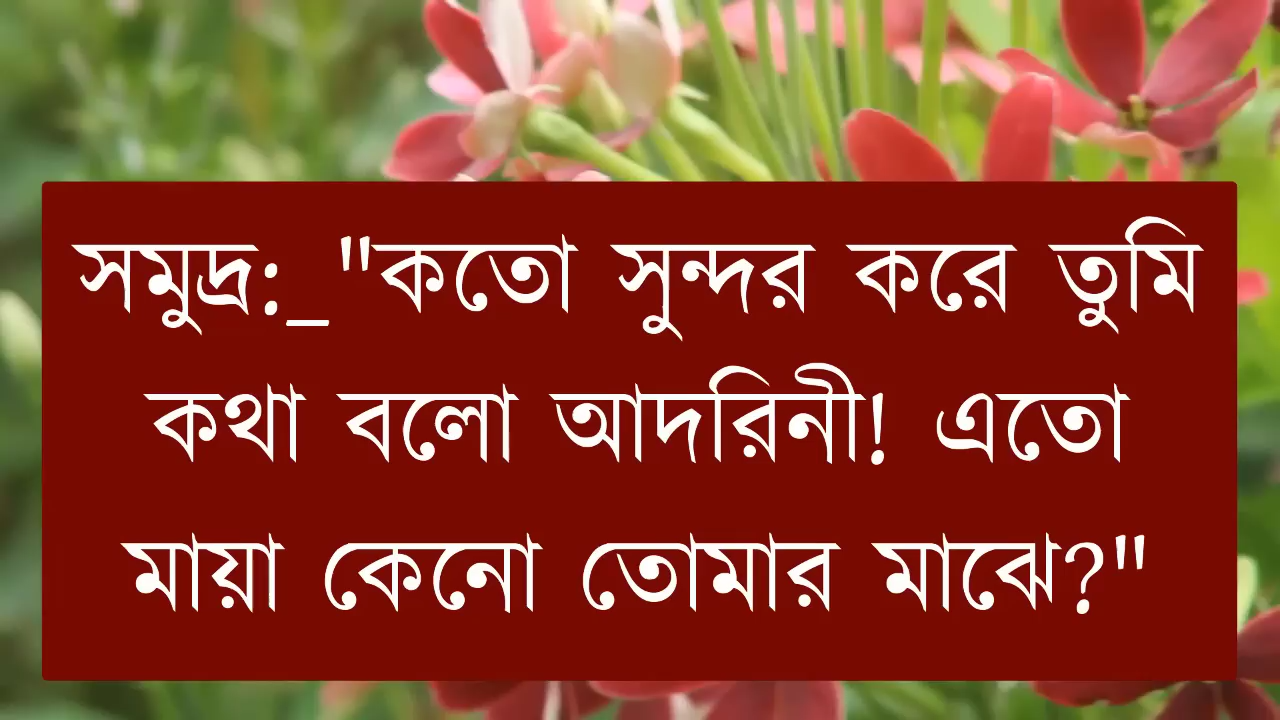 সমুদ্র:_"কতো সুন্দর করে তুমি
কথা বলো আদরিনী! এতো
মায়া কেনো তোমার মাঝে?"